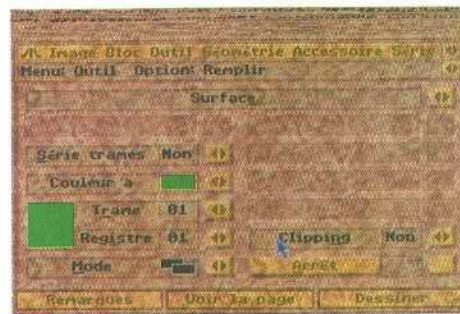 Image Bloc Outil Géométrie Accessoire Série
Menu: Outil Option: Remplir
Surface
Série trames Non
Couleur a
Trame 01
Registre 01
Clipping Non
Mode
Arrêt
Remarques Voir la page Dessiner